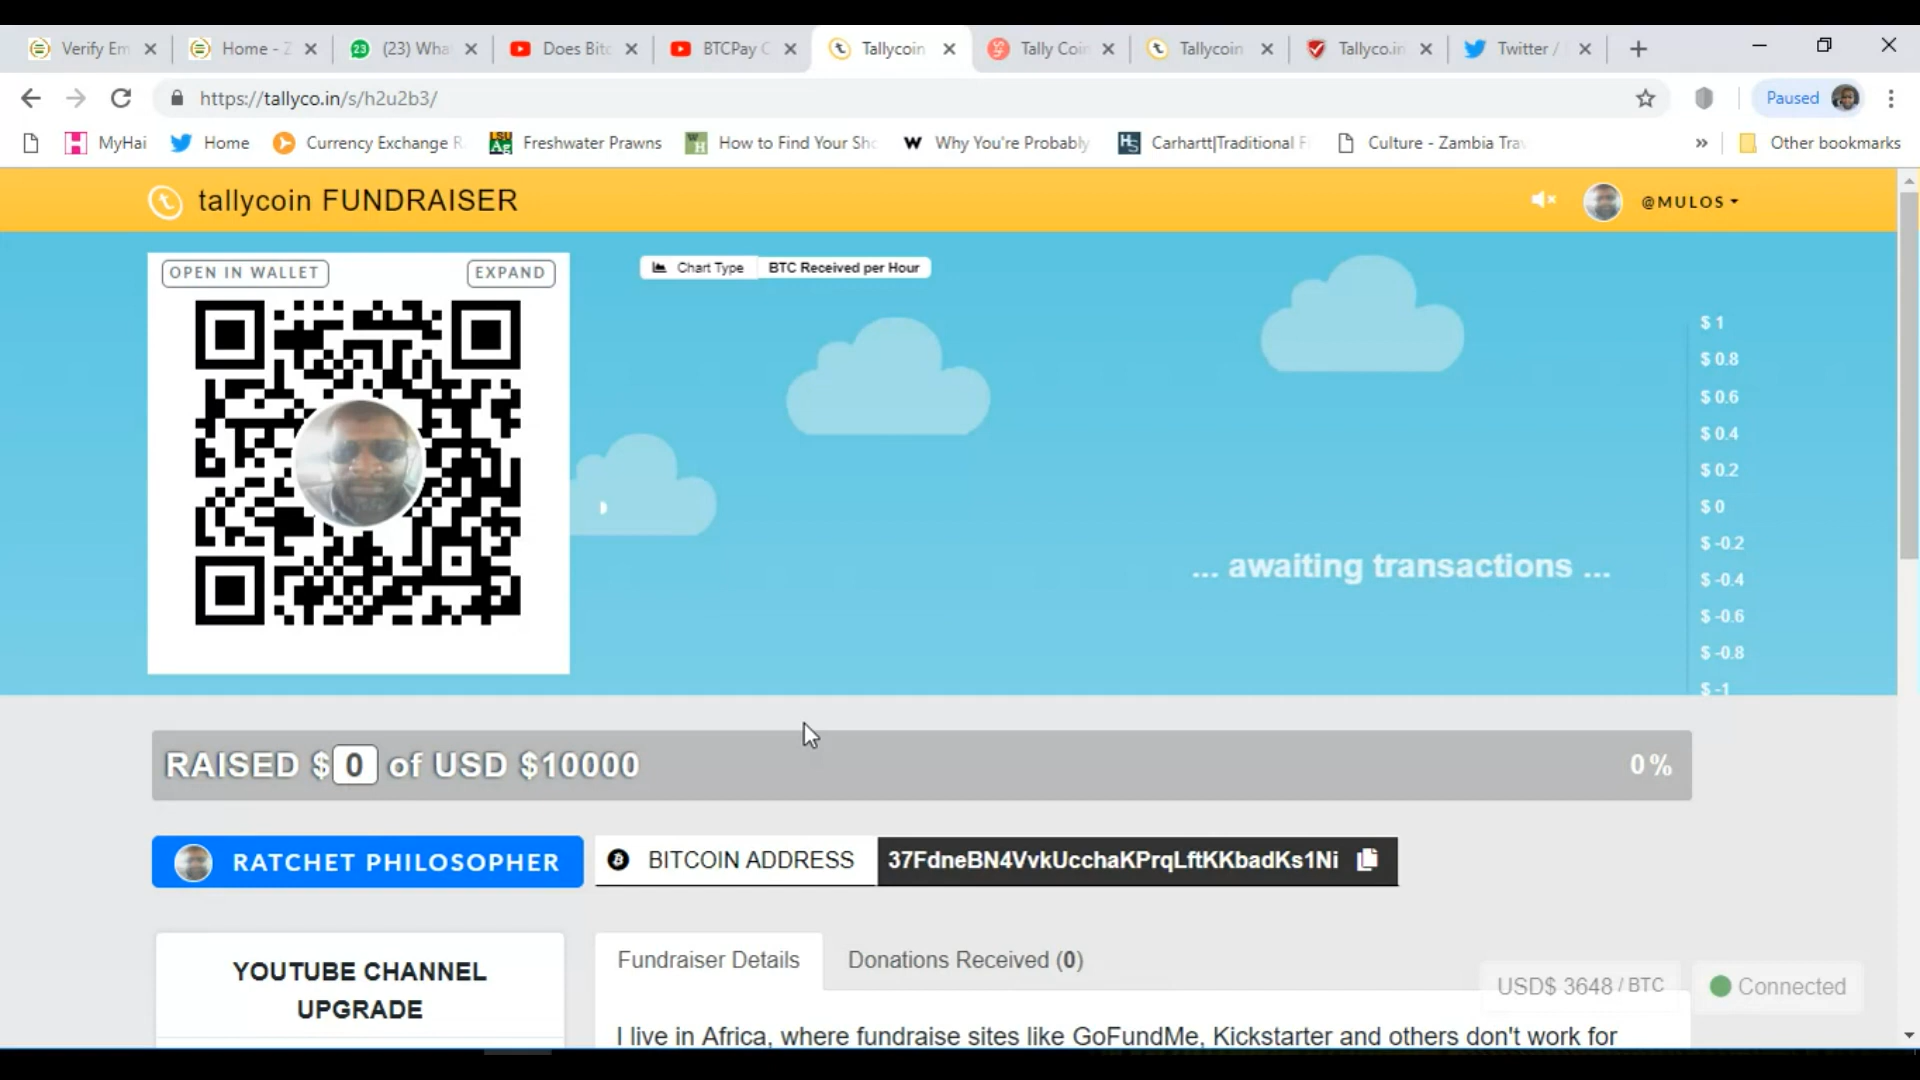 Verify Em
Home - Z
(23) Wha
Does Bitc
BTCPay C
Tallycoin
Tally Coin
Tallycoin
Tallyco.in
Twitter /
https://tallyco.in/s/h2u2b3/
Paused
MyHai
Home
Currency Exchange R
LSU Ag
Freshwater Prawns
How to Find Your Sho
Why You're Probably
Carhartt|Traditional F
Culture - Zambia Trav
Other bookmarks
tallycoin FUNDRAISER
@MULOS
OPEN IN WALLET
EXPAND
Chart Type
BTC Received per Hour
$ 1
$ 0.8
$ 0.6
$ 0.4
$ 0.2
$ 0
$ -0.2
$ -0.4
$ -0.6
$ -0.8
$ -1
... awaiting transactions ...
RAISED $ 0 of USD $10000
0%
RATCHET PHILOSOPHER
BITCOIN ADDRESS
37FdneBN4VvkUcchaKPrqLftKKbadKs1Ni
YOUTUBE CHANNEL
UPGRADE
Fundraiser Details
Donations Received (0)
USD$ 3648 / BTC
Connected
I live in Africa, where fundraise sites like GoFundMe, Kickstarter and others don't work for